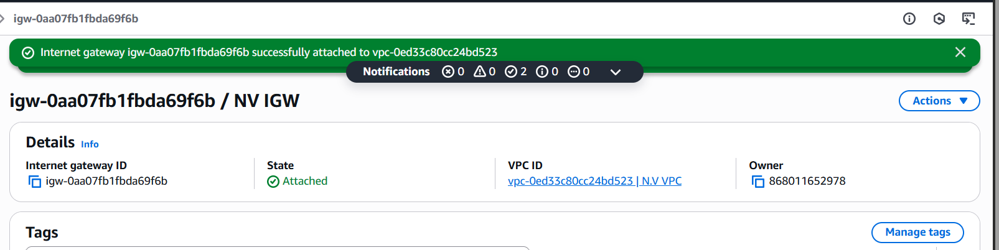 igw-0aa07fb1fbda69f6b
Internet gateway igw-0aa07fb1fbda69f6b successfully attached to vpc-0ed33c80cc24bd523
Notifications 0 0 2 0 0
igw-0aa07fb1fbda69f6b / NV IGW
Actions
Details Info
Internet gateway ID State VPC ID Owner
igw-0aa07fb1fbda69f6b Attached vpc-0ed33c80cc24bd523 | N.V VPC 868011652978
Tags Manage tags